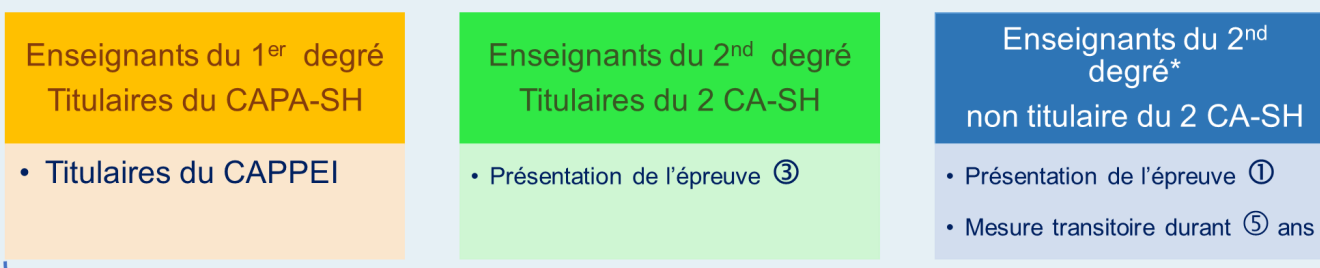 Enseignants du 1er degré
Titulaires du CAPA-SH
• Titulaires du CAPPEI
Enseignants du 2nd degré
Titulaires du 2 CA-SH
• Présentation de l'épreuve ③
Enseignants du 2nd
degré*
non titulaire du 2 CA-SH
• Présentation de l'épreuve ①
• Mesure transitoire durant ⑤ ans